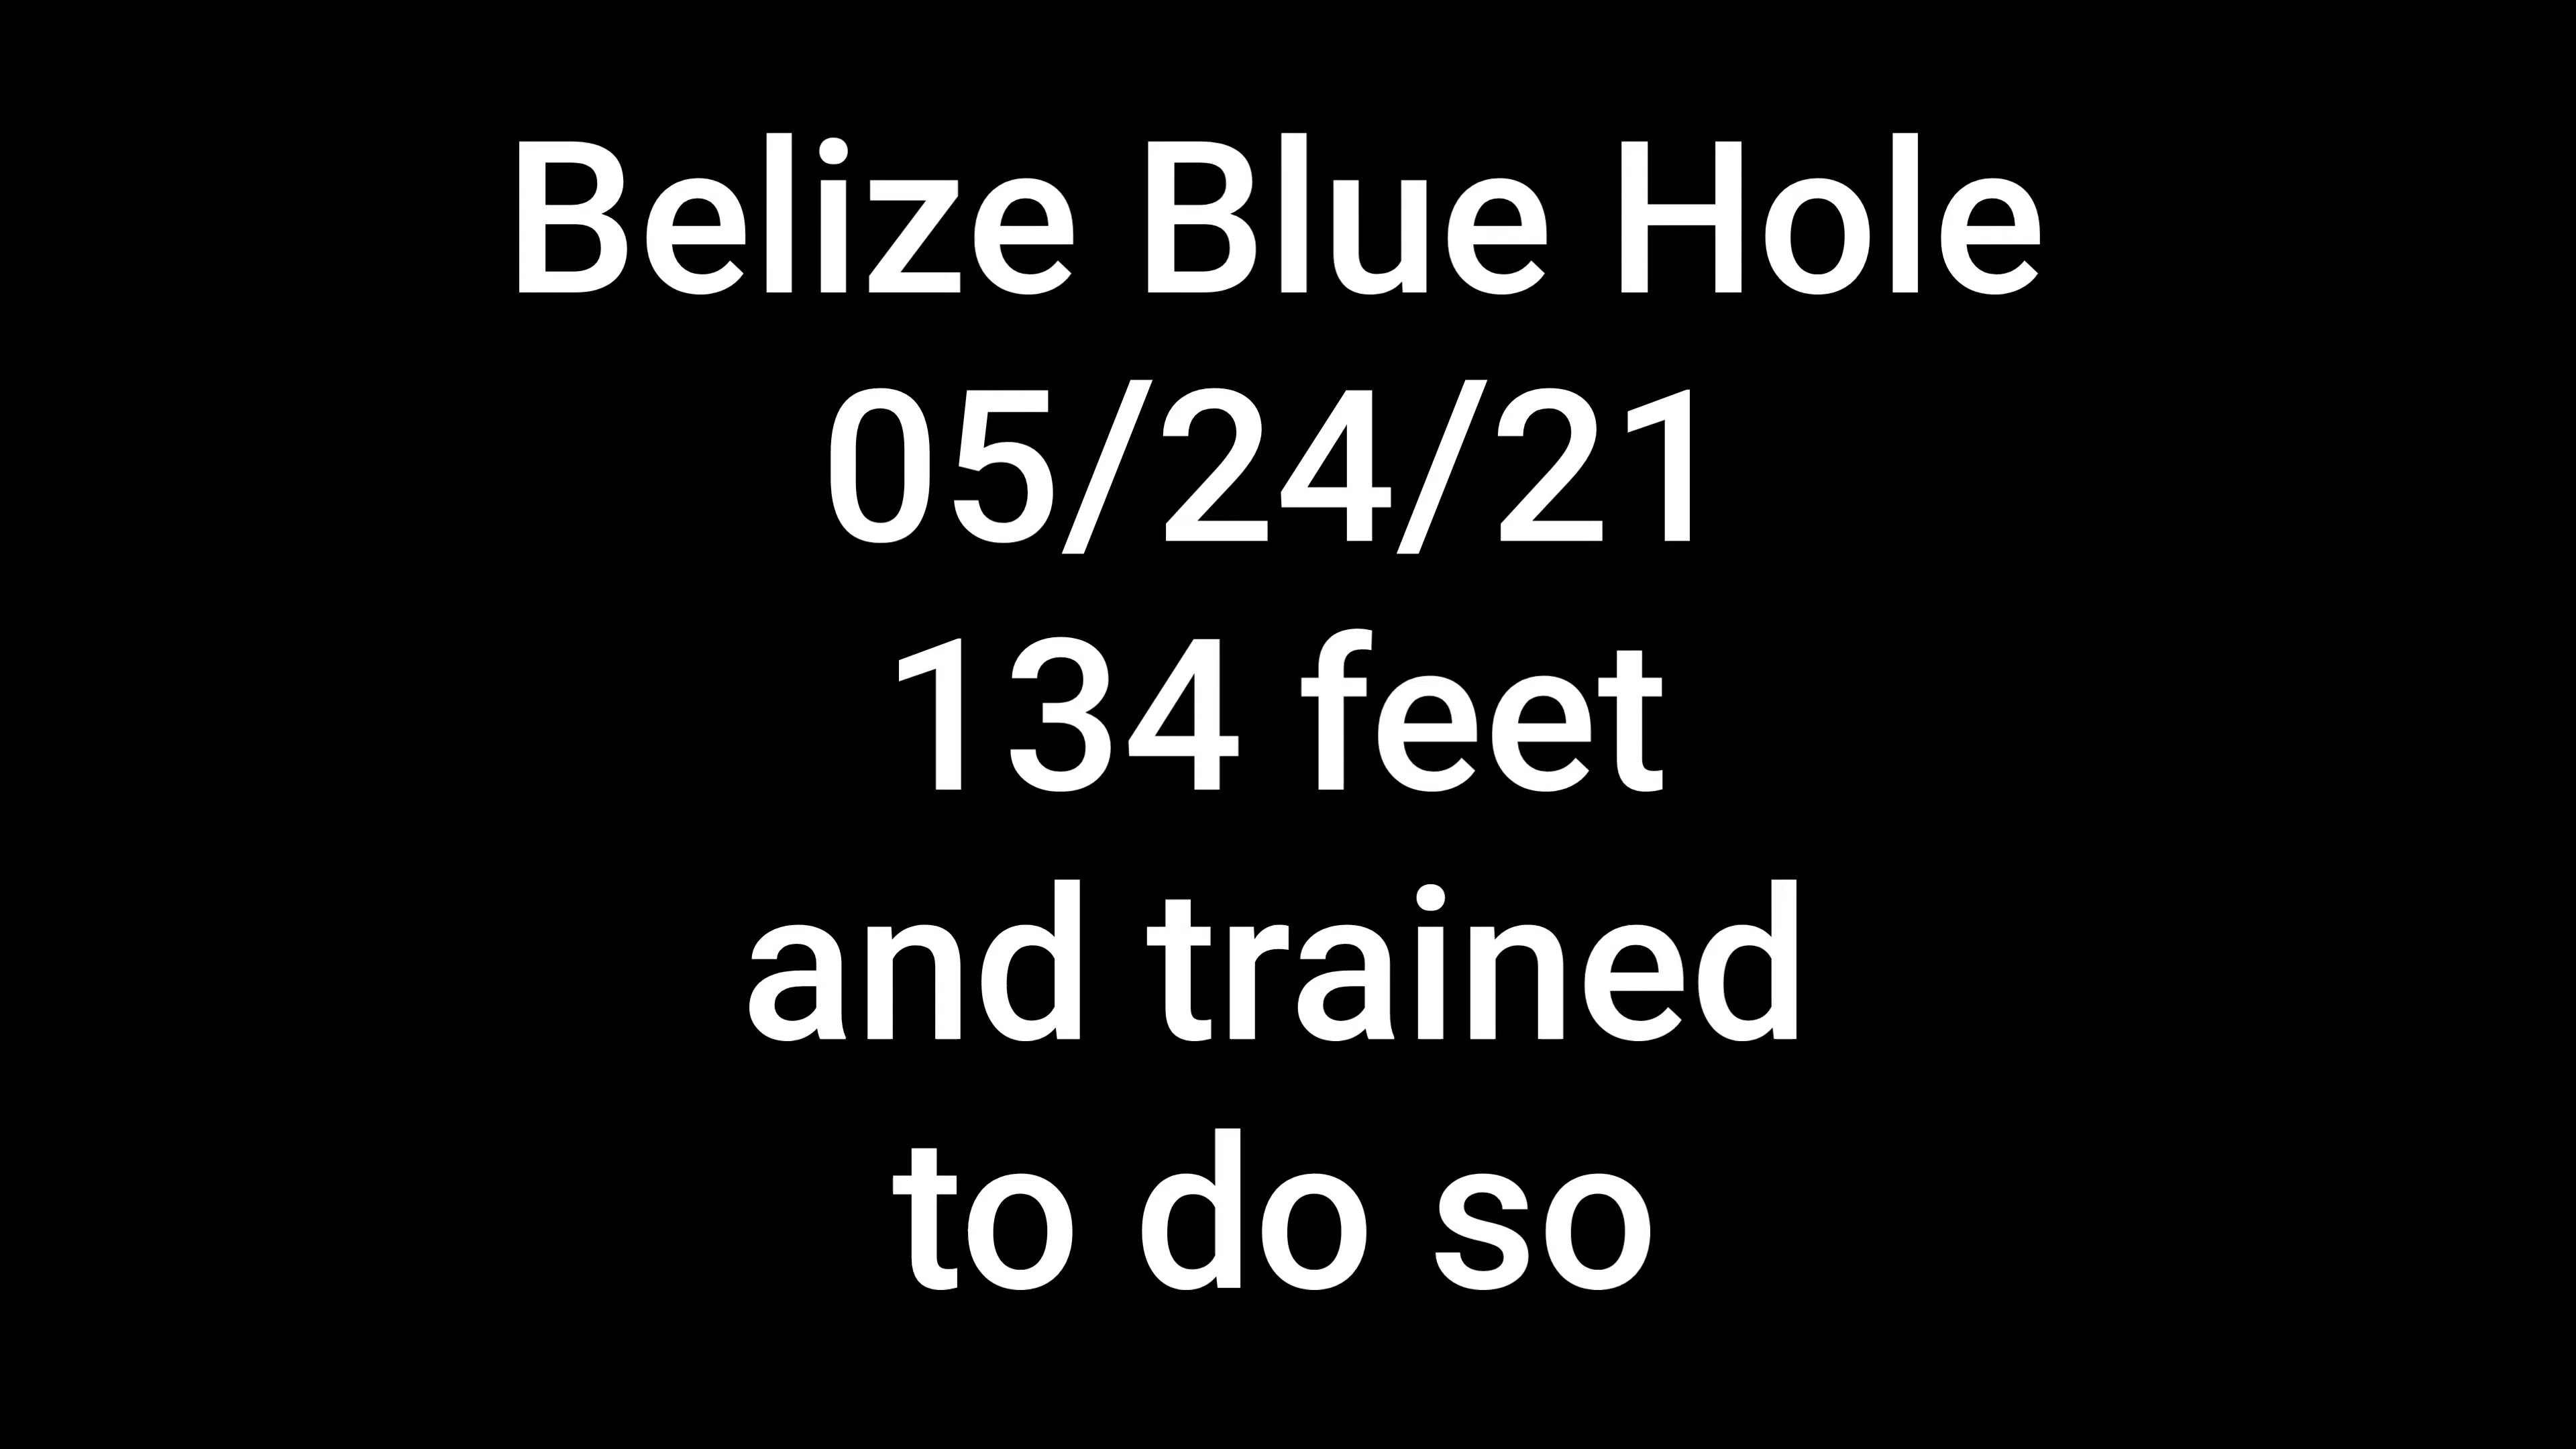 Belize Blue Hole
05/24/21
134 feet
and trained
to do so